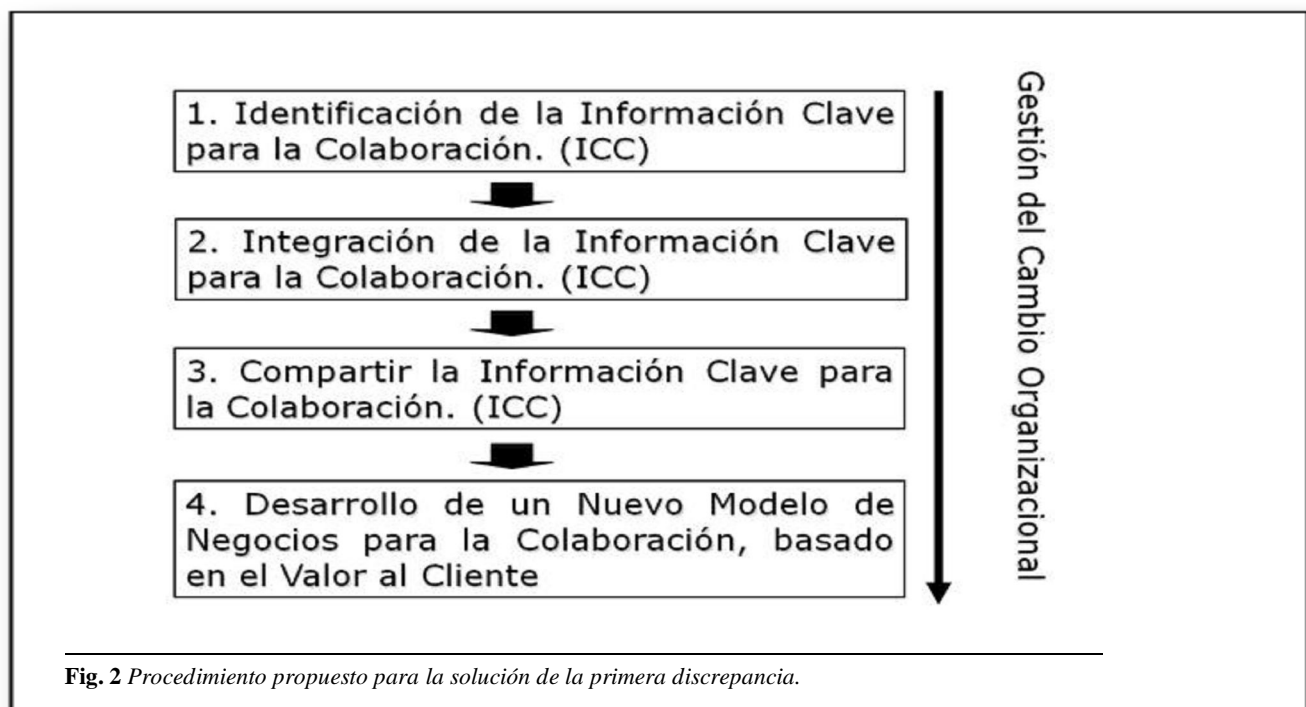 1. Identificación de la Información Clave
para la Colaboración. (ICC)
2. Integración de la Información Clave
para la Colaboración. (ICC)
3. Compartir la Información Clave para
la Colaboración. (ICC)
4. Desarrollo de un Nuevo Modelo de
Negocios para la Colaboración, basado
en el Valor al Cliente
Gestión del Cambio Organizacional
Fig. 2 Procedimiento propuesto para la solución de la primera discrepancia.